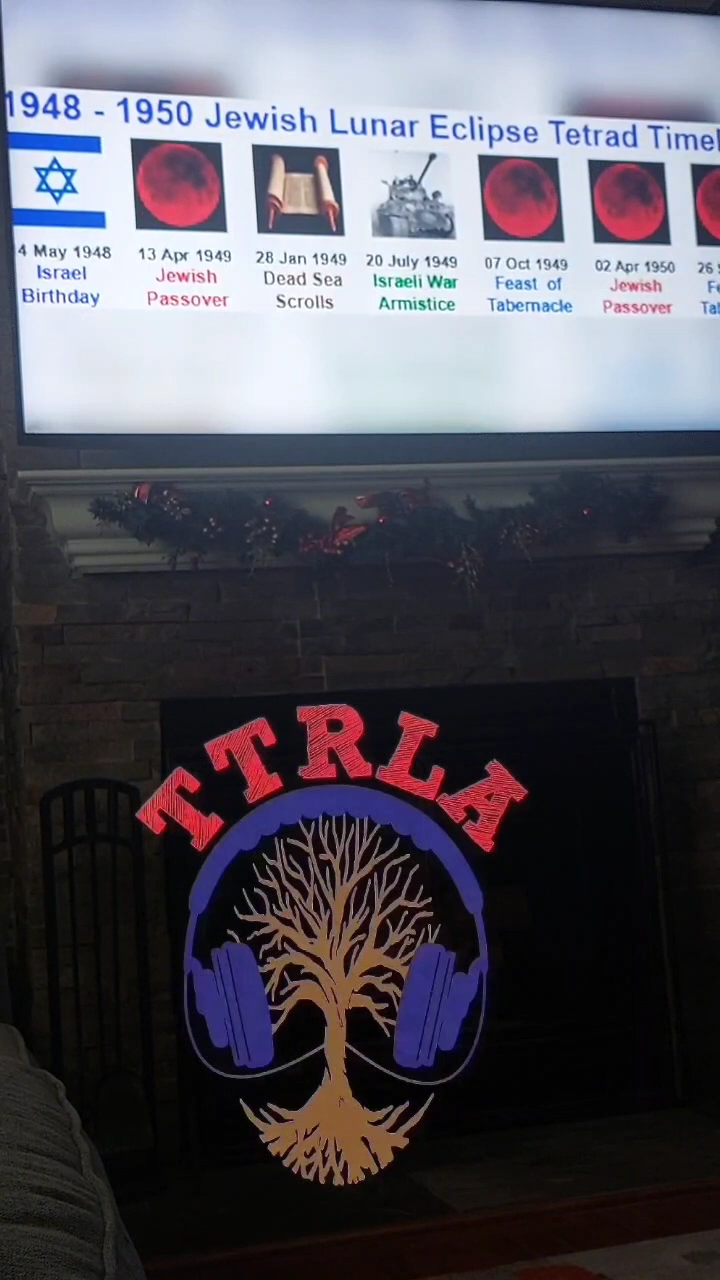 1948 - 1950 Jewish Lunar Eclipse Tetrad
4 May 1948
Israel
Birthday
13 Apr 1949
Jewish
Passover
28 Jan 1949
Dead Sea
Scrolls
20 July 1949
Israeli War
Armistice
07 Oct 1949
Feast of
Tabernacle
02 Apr 1950
Jewish
Passover
26
TTRLA